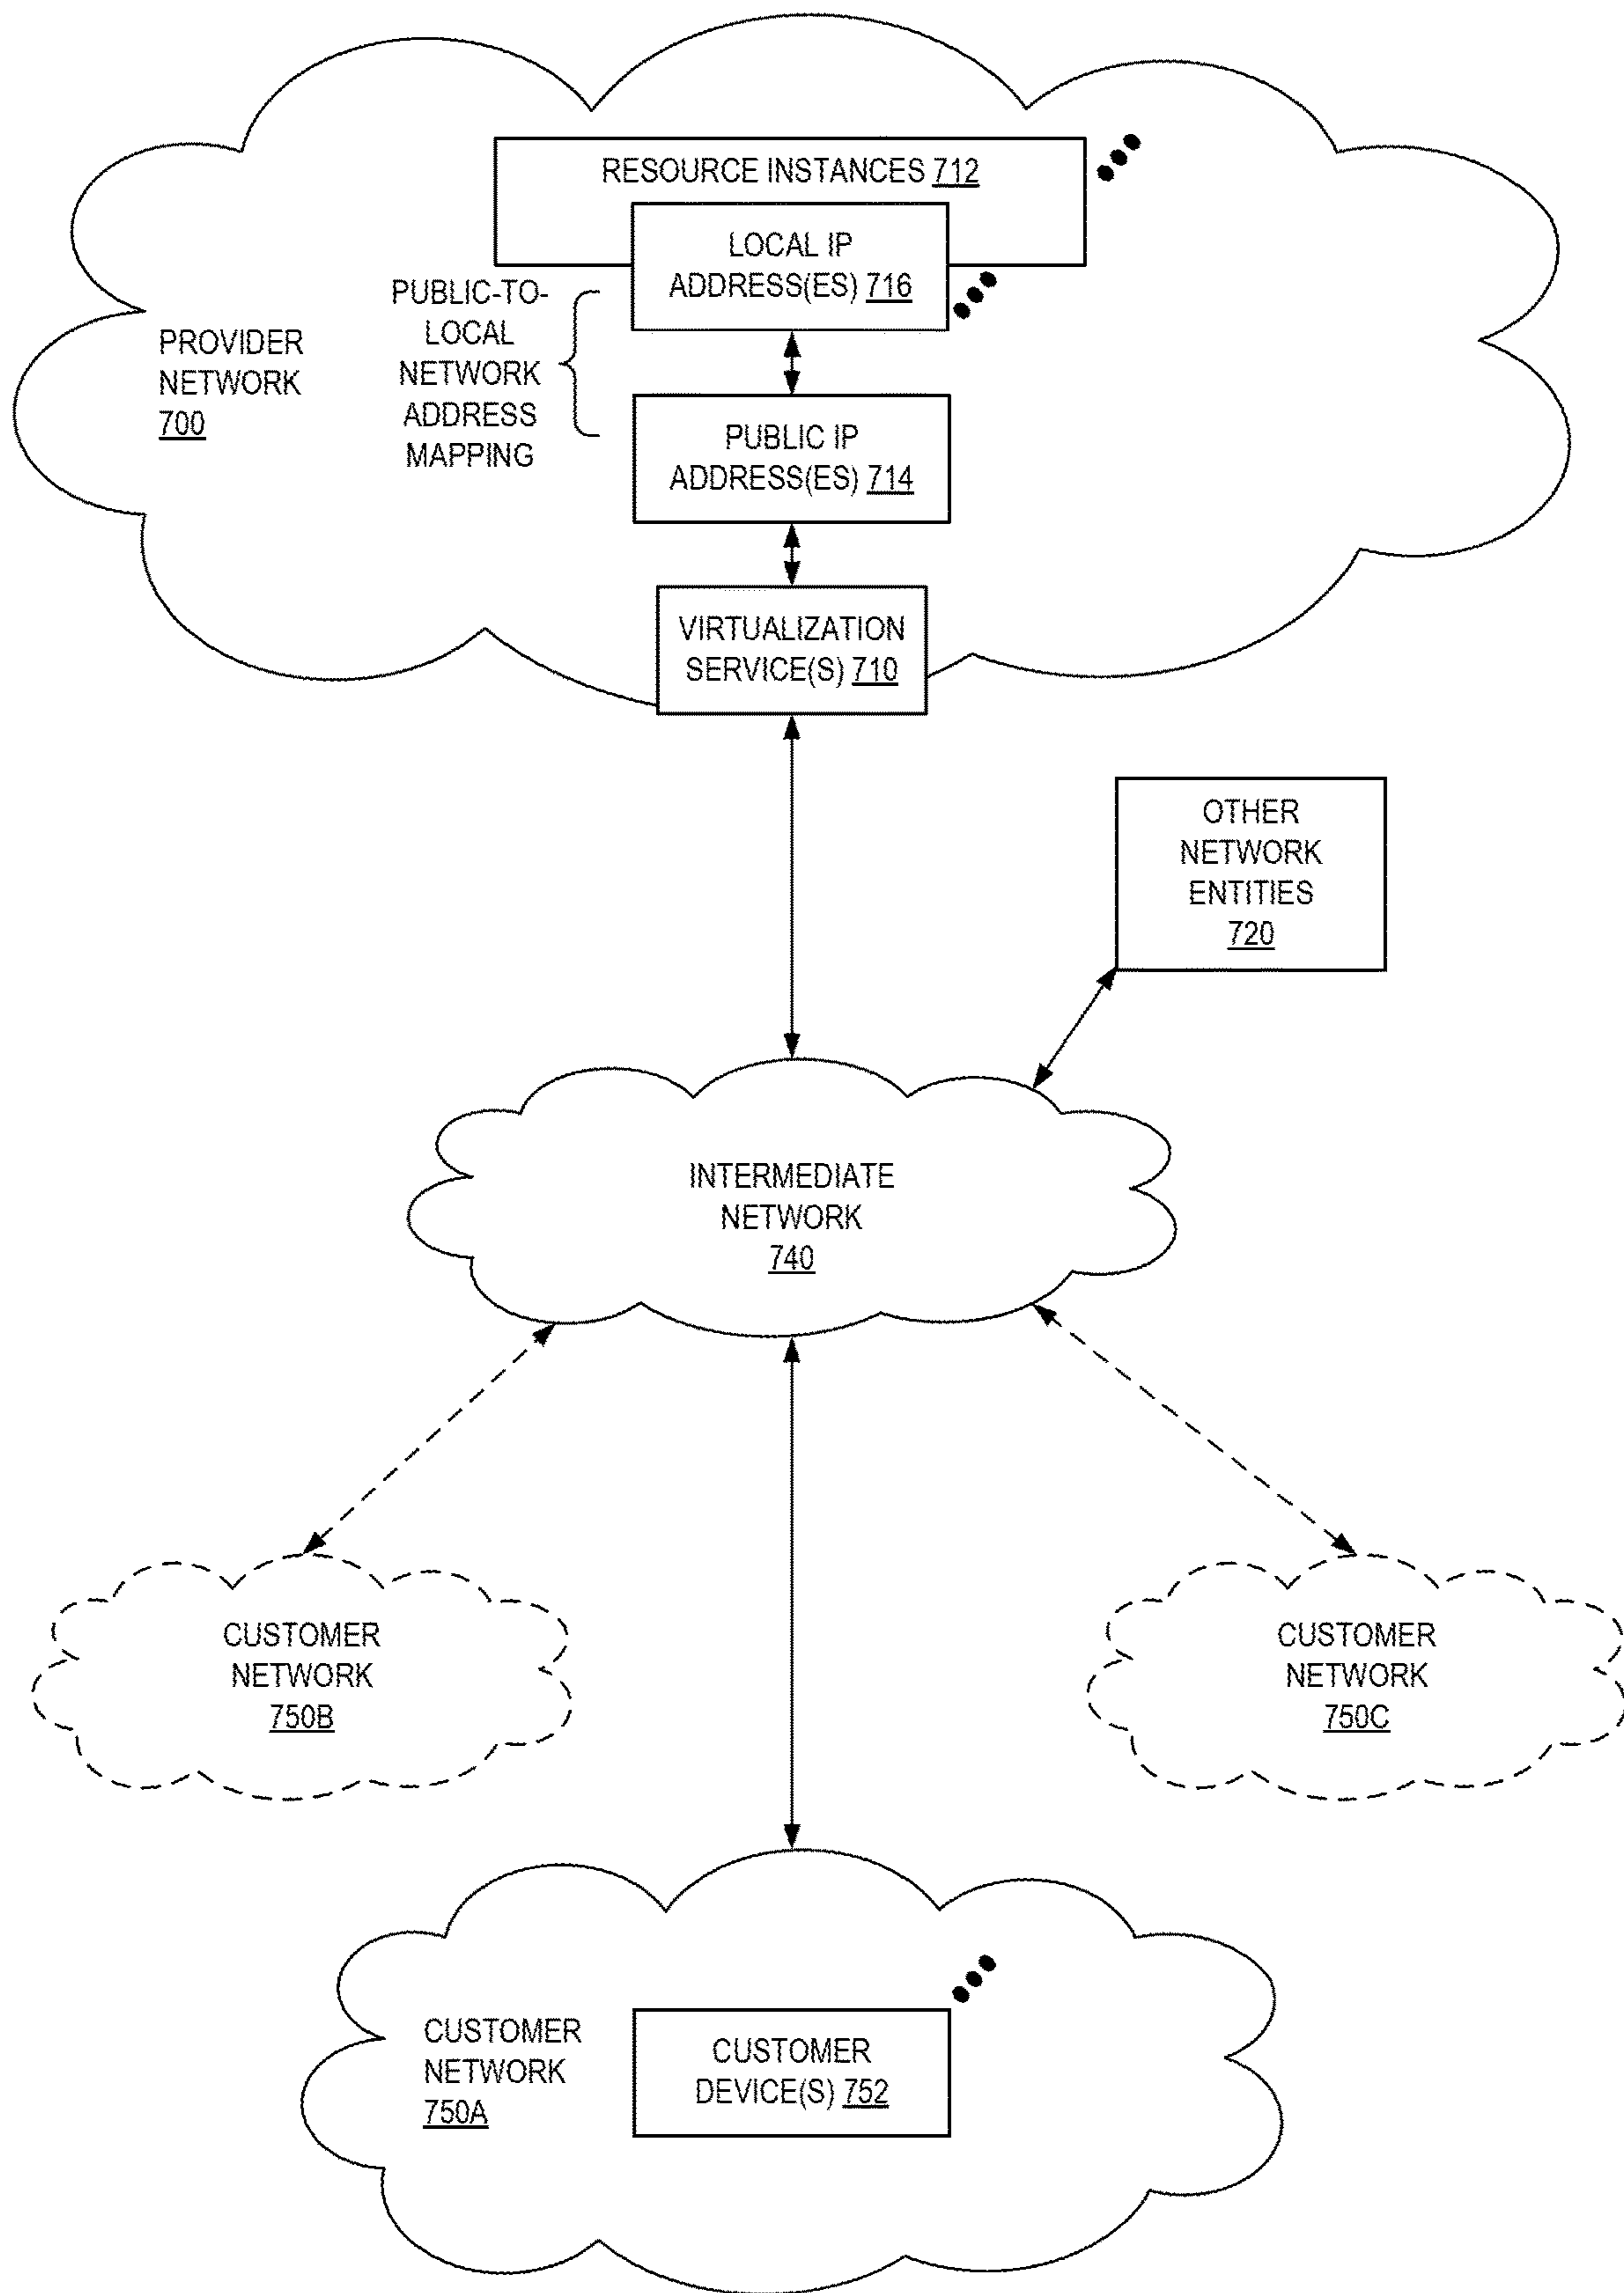 RESOURCE INSTANCES 712
LOCAL IP
ADDRESS(ES) 716
PUBLIC-TO-
LOCAL
NETWORK
ADDRESS
MAPPING
PROVIDER
NETWORK
700
PUBLIC IP
ADDRESS(ES) 714
VIRTUALIZATION
SERVICE(S) 710
OTHER
NETWORK
ENTITIES
720
INTERMEDIATE
NETWORK
740
CUSTOMER
NETWORK
750B
CUSTOMER
NETWORK
750C
CUSTOMER
NETWORK
750A
CUSTOMER
DEVICE(S) 752